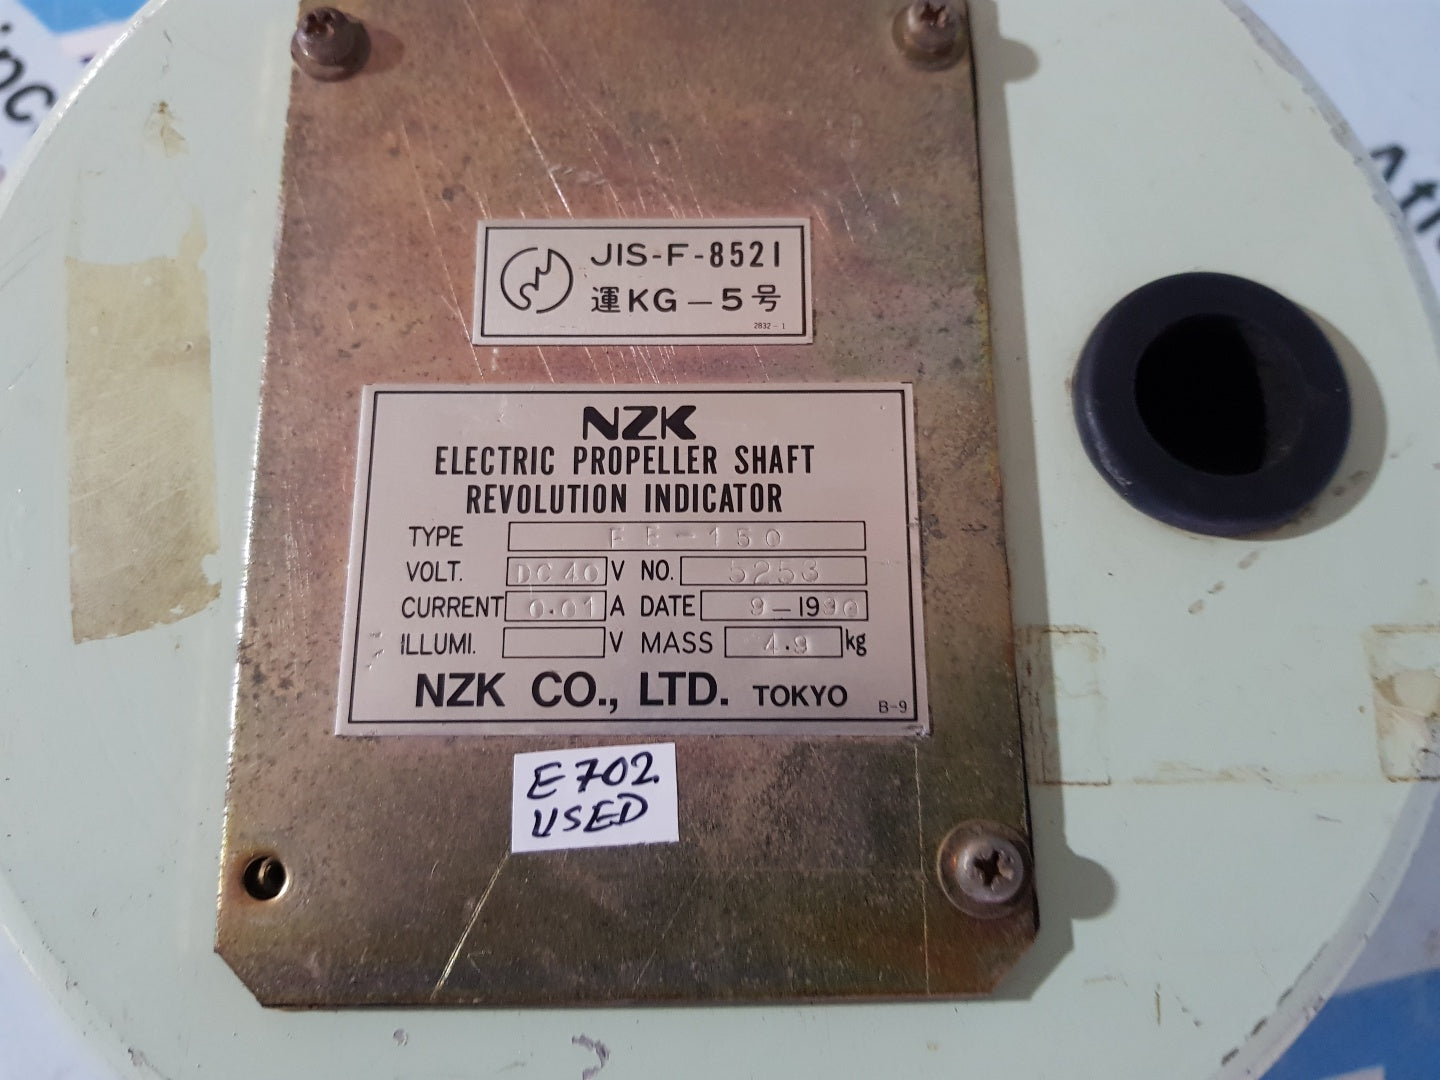 JIS-F-8521
運KG-5号
2832-1
NZK
ELECTRIC PROPELLER SHAFT
REVOLUTION INDICATOR
TYPE -150
VOLT. DC40 V NO. 5253
CURRENT 0.01 A DATE 9-1990
ILLUMI. V MASS 4.9 kg
NZK CO., LTD. TOKYO B-9
E702.
USED